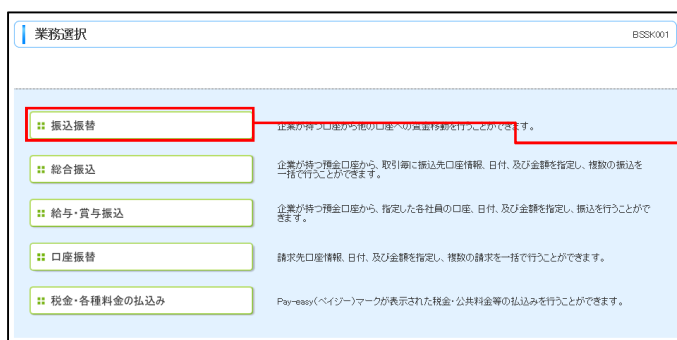 業務選択
BSSK001
振込振替
企業が持つ口座から他の口座への資金移動を行うことができます。
総合振込
企業が持つ預金口座から、取引毎に振込先口座情報、日付、及び金額を指定し、複数の振込を
一括で行うことができます。
給与・賞与振込
企業が持つ預金口座から、指定した各社員の口座、日付、及び金額を指定し、振込を行うことがで
きます。
口座振替
請求先口座情報、日付、及び金額を指定し、複数の請求を一括で行うことができます。
税金・各種料金の払込み
Pay-easy(ペイジー)マークが表示された税金・公共料金等の払込みを行うことができます。